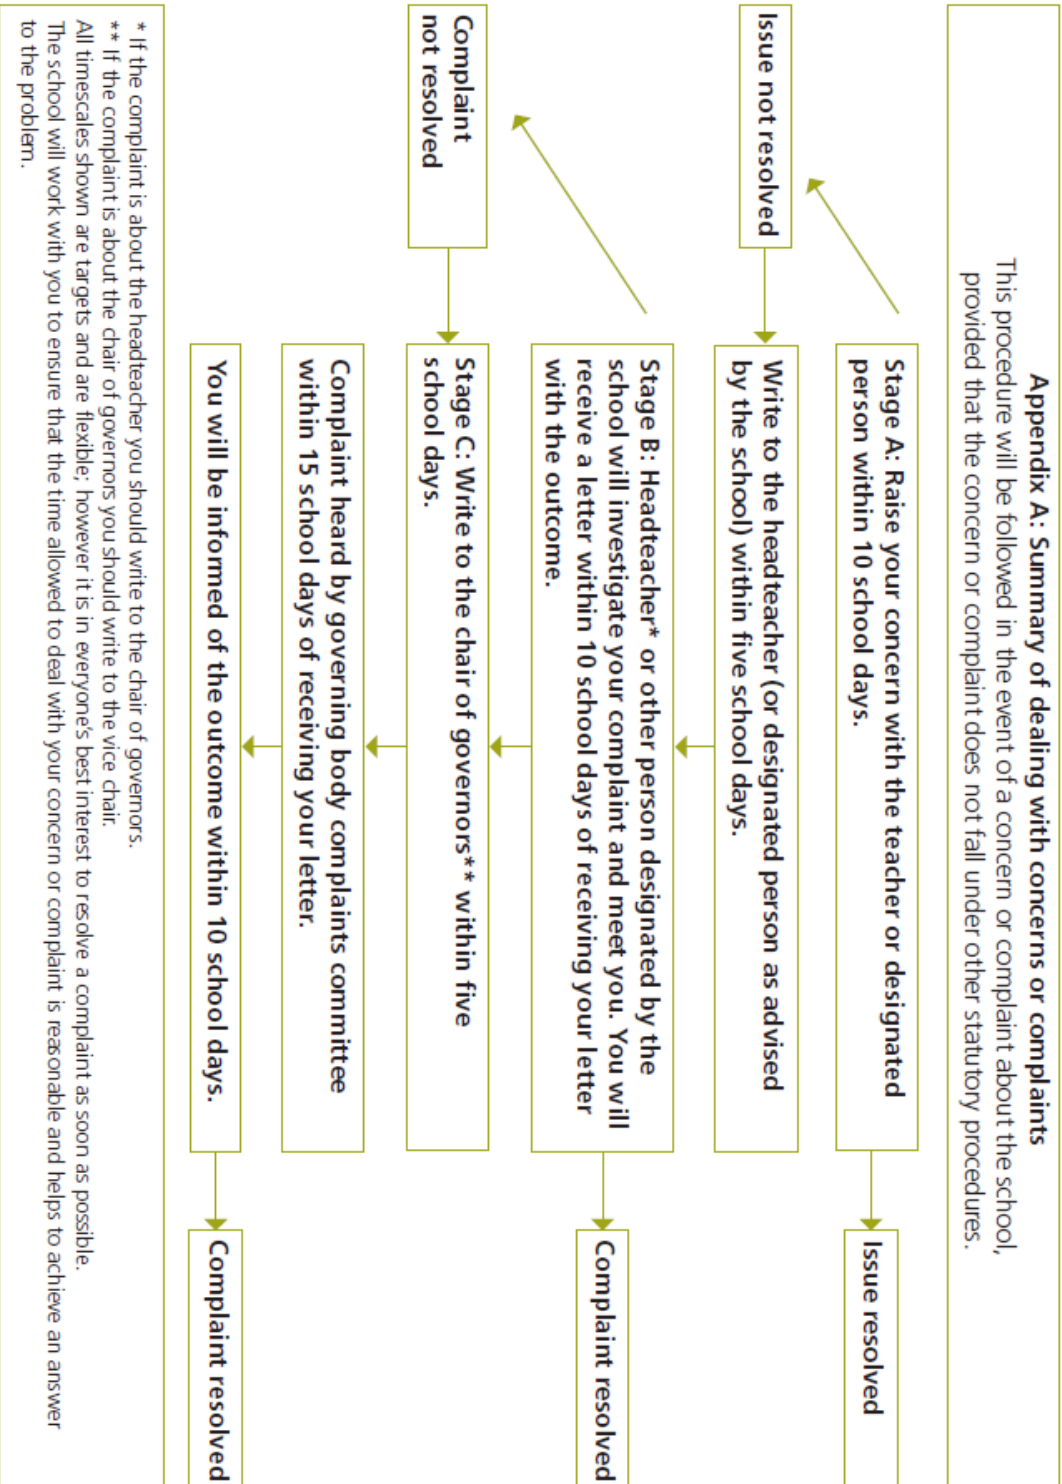 Appendix A: Summary of dealing with concerns or complaints
This procedure will be followed in the event of a concern or complaint about the school,
provided that the concern or complaint does not fall under other statutory procedures.
Stage A: Raise your concern with the teacher or designated
person within 10 school days.
Issue resolved
Issue not resolved
Write to the headteacher (or designated person as advised
by the school) within five school days.
Stage B: Headteacher* or other person designated by the
school will investigate your complaint and meet you. You will
receive a letter within 10 school days of receiving your letter
with the outcome.
Complaint resolved
Complaint
not resolved
Stage C: Write to the chair of governors** within five
school days.
Complaint heard by governing body complaints committee
within 15 school days of receiving your letter.
You will be informed of the outcome within 10 school days.
Complaint resolved
* If the complaint is about the headteacher you should write to the chair of governors.
** If the complaint is about the chair of governors you should write to the vice chair.
All timescales shown are targets and are flexible; however it is in everyone's best interest to resolve a complaint as soon as possible.
The school will work with you to ensure that the time allowed to deal with your concern or complaint is reasonable and helps to achieve an answer
to the problem.